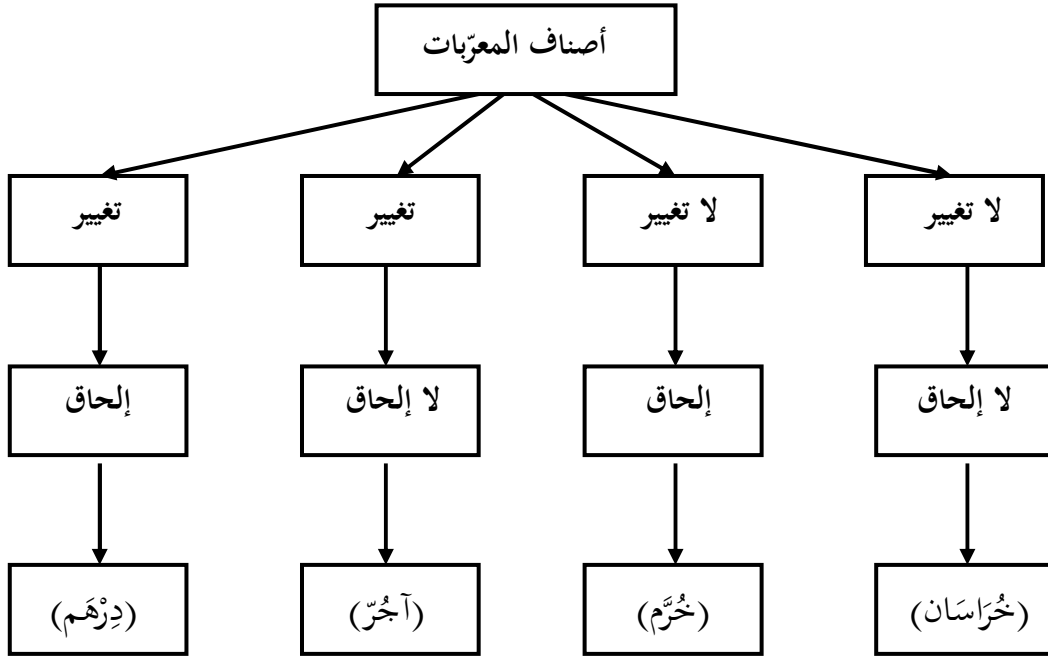 أصناف المعرّبات
لا تغيير
لا تغيير
تغيير
تغيير
لا إلحاق
إلحاق
لا إلحاق
إلحاق
(خُرَاسَان)
(خُرَّم)
(آجُرّ)
(دِرْهَم)